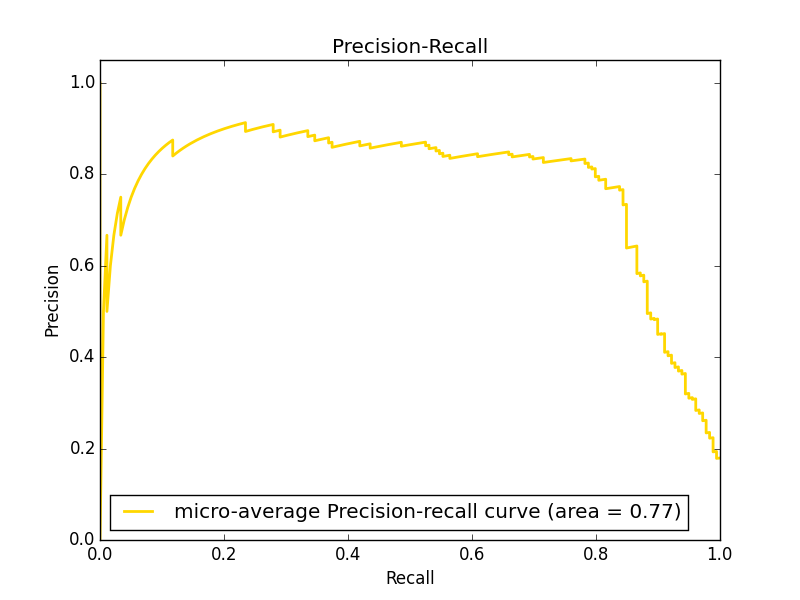 Precision-Recall
1.0
0.8
0.6
0.4
0.2
0.0
Precision
micro-average Precision-recall curve (area = 0.77)
0.0 0.2 0.4 0.6 0.8 1.0
Recall